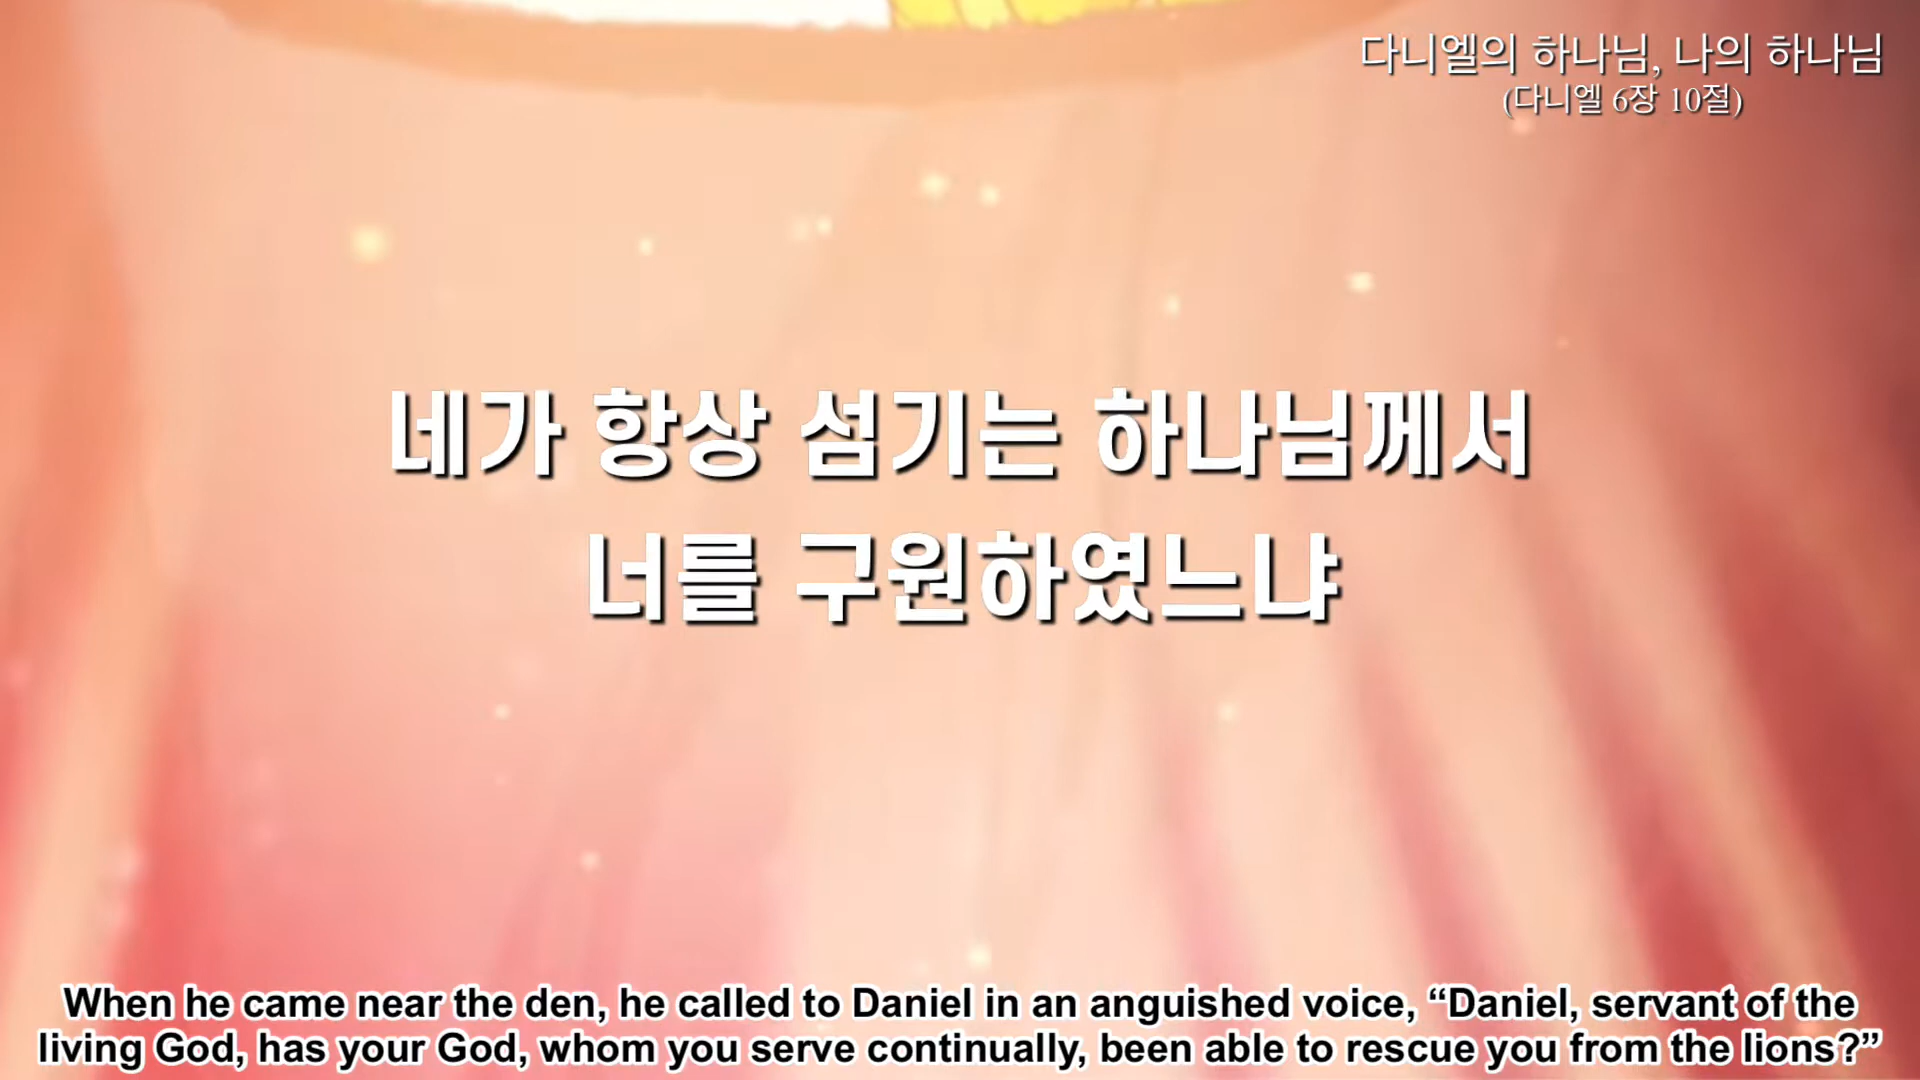 다니엘의 하나님, 나의 하나님
(다니엘 6장 10절)
네가 항상 섬기는 하나님께서
너를 구원하였느냐
When he came near the den, he called to Daniel in an anguished voice, “Daniel, servant of the
living God, has your God, whom you serve continually, been able to rescue you from the lions?”